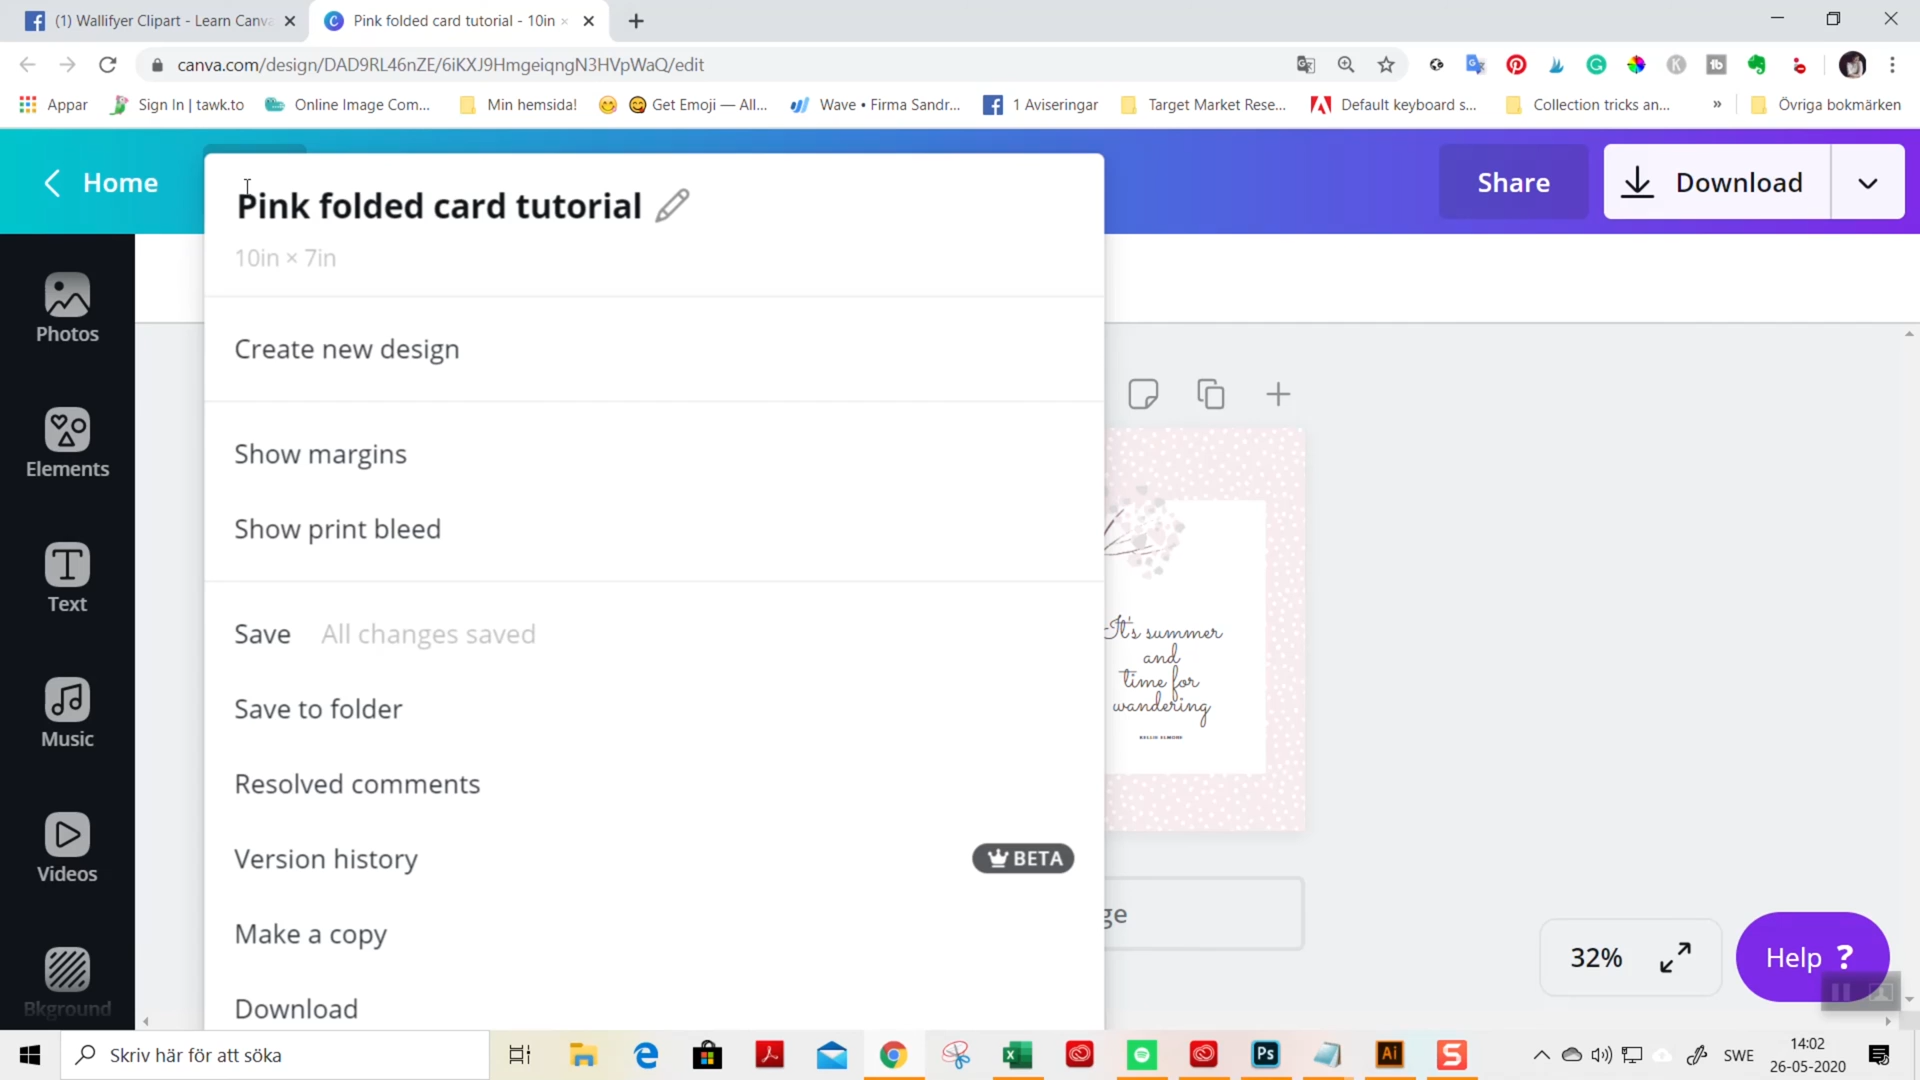 (1) Wallifyer Clipart - Learn Canva
Pink folded card tutorial - 10in
canva.com/design/DAD9RL46nZE/6iKXJ9HmgeiqngN3HVpWaQ/edit
Appar
Sign In | tawk.to
Online Image Com...
Min hemsida!
Get Emoji — All...
Wave • Firma Sandr...
1 Aviseringar
Target Market Rese...
Default keyboard s...
Collection tricks an...
»
Övriga bokmärken
Home
Share
Download
Pink folded card tutorial
10in × 7in
Create new design
Show margins
Show print bleed
Save All changes saved
Save to folder
Resolved comments
Version history
BETA
Make a copy
Download
Photos
Elements
Text
Music
Videos
Bkground
It's summer
and
time for
wandering
KELLIE ELMORE
ge
32%
Help ?
Skriv här för att söka
SWE
14:02
26-05-2020